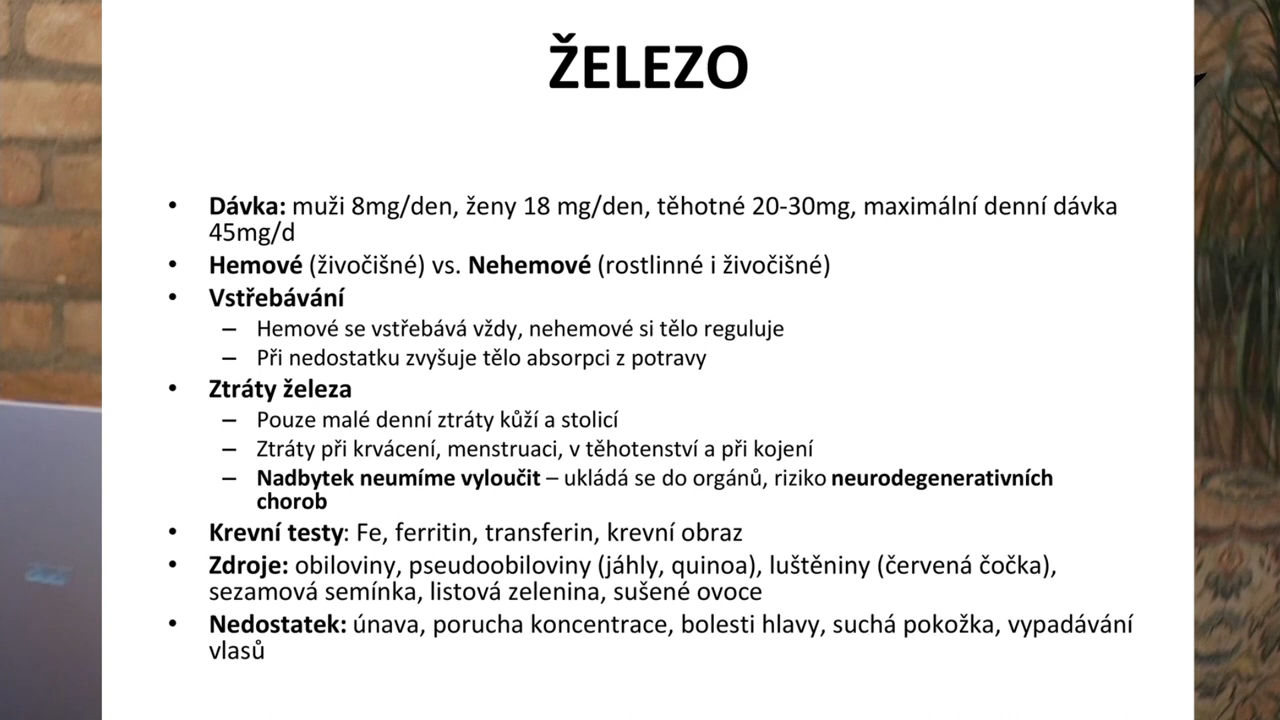 ŽELEZO
• Dávka: muži 8mg/den, ženy 18 mg/den, těhotné 20-30mg, maximální denní dávka
45mg/d
• Hemové (živočišné) vs. Nehemové (rostlinné i živočišné)
• Vstřebávání
– Hemové se vstřebává vždy, nehemové si tělo reguluje
– Při nedostatku zvyšuje tělo absorpci z potravy
• Ztráty železa
– Pouze malé denní ztráty kůží a stolicí
– Ztráty při krvácení, menstruaci, v těhotenství a při kojení
– Nadbytek neumíme vyloučit – ukládá se do orgánů, riziko neurodegenerativních
chorob
• Krevní testy: Fe, ferritin, transferin, krevní obraz
• Zdroje: obiloviny, pseudoobiloviny (jáhly, quinoa), luštěniny (červená čočka),
sezamová semínka, listová zelenina, sušené ovoce
• Nedostatek: únava, porucha koncentrace, bolesti hlavy, suchá pokožka, vypadávání
vlasů